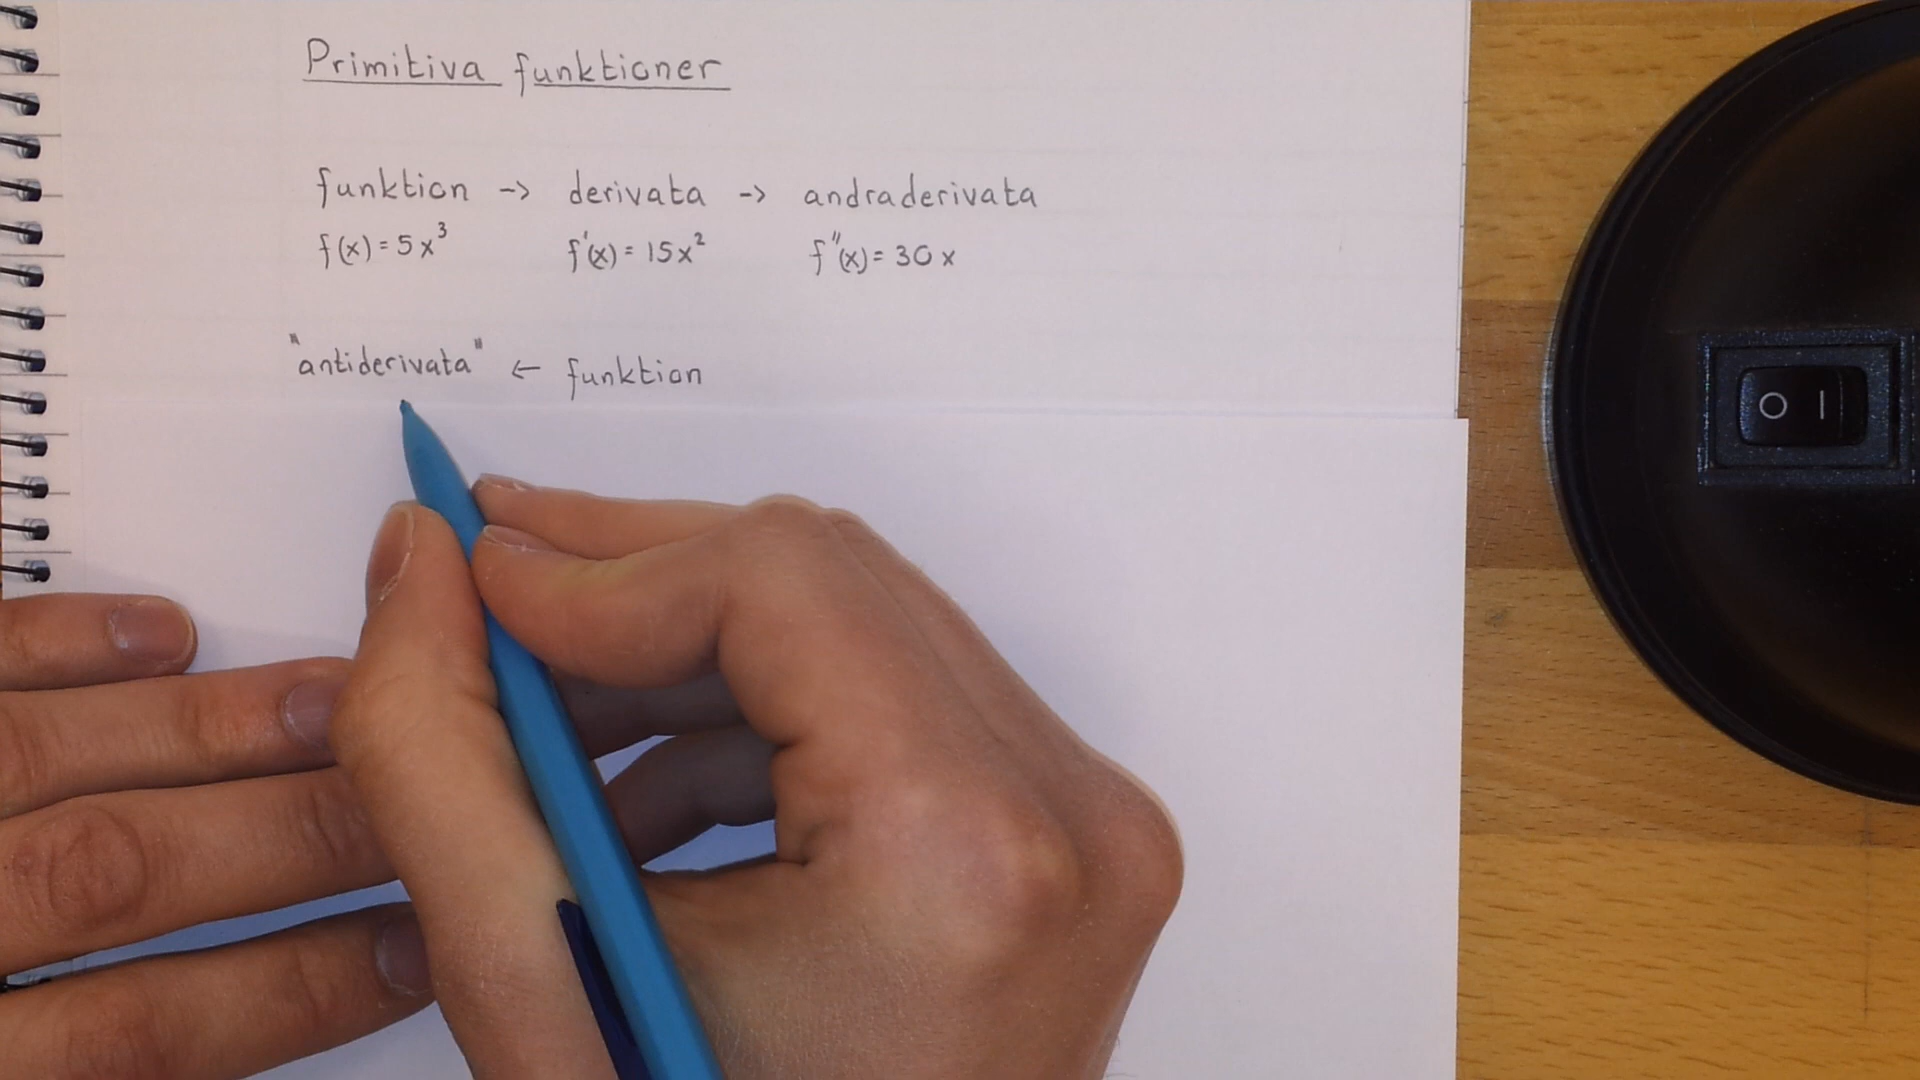 Primitiva funktioner
funktion -> derivata -> andraderivata
f(x) = 5x³ f'(x) = 15x² f"(x) = 30x
"antiderivata" ← funktion
O I